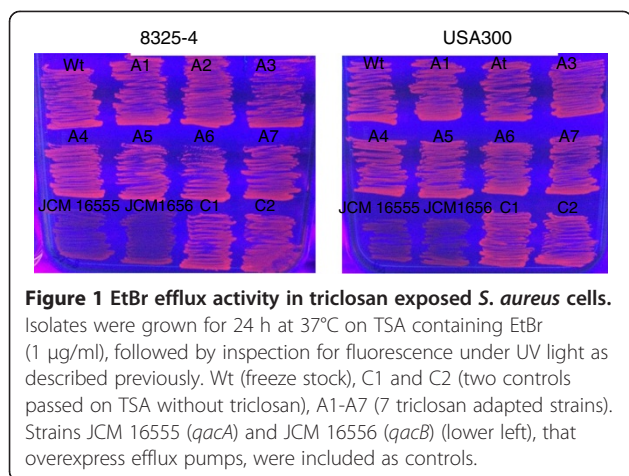 8325-4 USA300
Wt A1 A2 A3 Wt A1 At A3
A4 A5 A6 A7 A4 A5 A6 A7
JCM 16555 JCM1656 C1 C2 JCM 16555 JCM1656 C1 C2
Figure 1 EtBr efflux activity in triclosan exposed S. aureus cells.
Isolates were grown for 24 h at 37°C on TSA containing EtBr
(1 μg/ml), followed by inspection for fluorescence under UV light as
described previously. Wt (freeze stock), C1 and C2 (two controls
passed on TSA without triclosan), A1-A7 (7 triclosan adapted strains).
Strains JCM 16555 (qacA) and JCM 16556 (qacB) (lower left), that
overexpress efflux pumps, were included as controls.